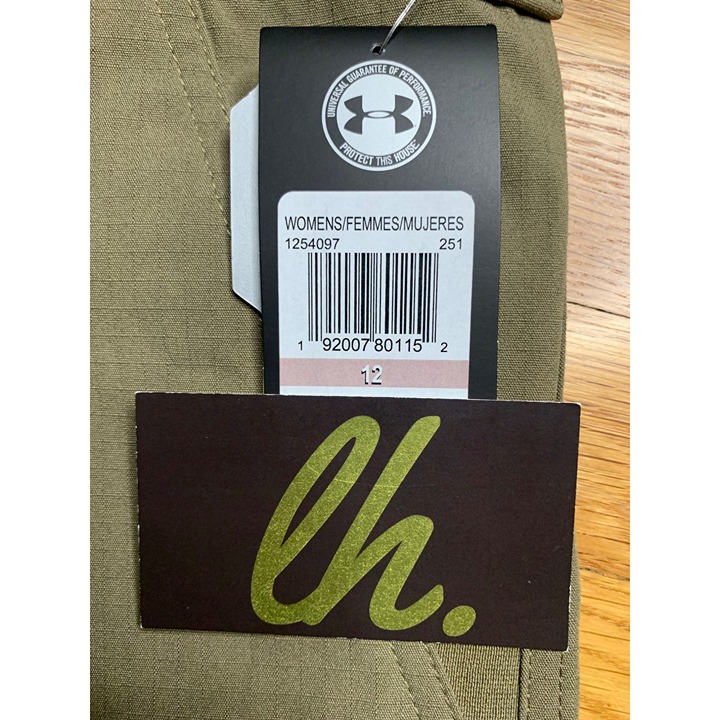 UNIVERSAL GUARANTEE OF PERFORMANCE.
PROTECT THIS HOUSE.
WOMENS/FEMMES/MUJERES
1254097 251
1 92007 80115 2
12
lh.